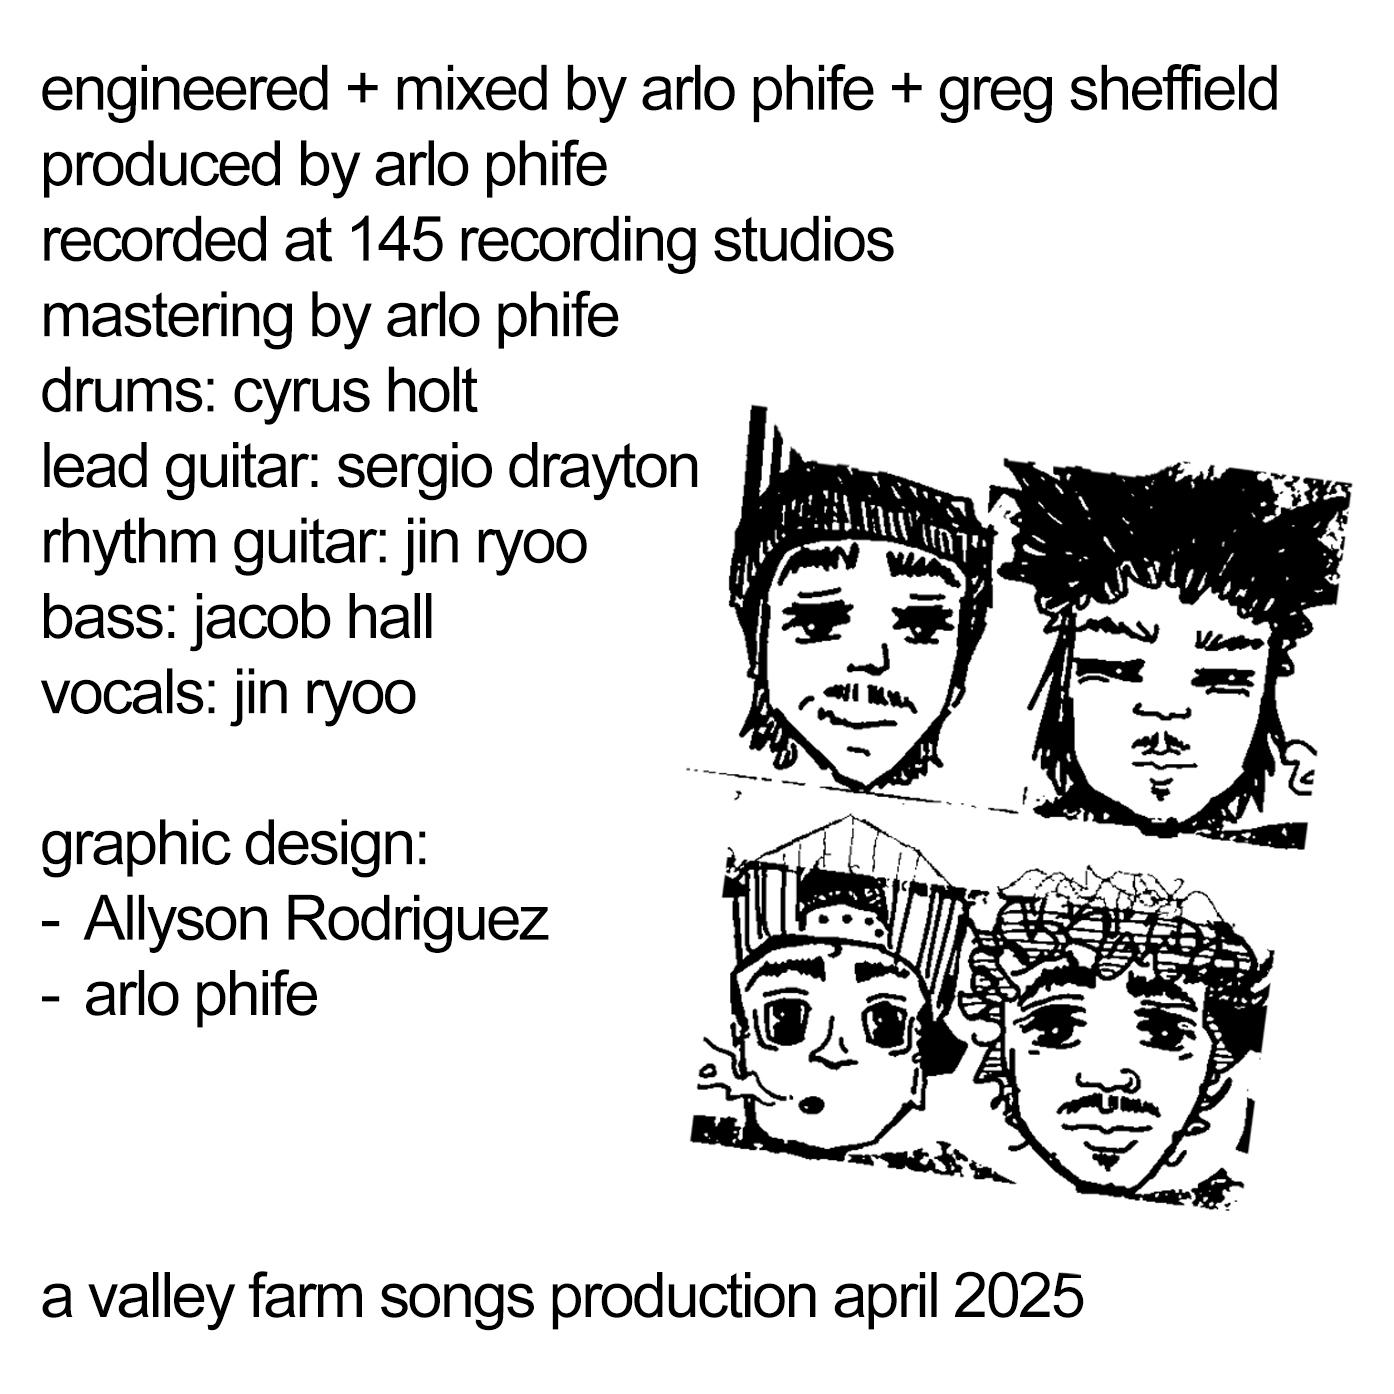 engineered + mixed by arlo phife + greg sheffield
produced by arlo phife
recorded at 145 recording studios
mastering by arlo phife
drums: cyrus holt
lead guitar: sergio drayton
rhythm guitar: jin ryoo
bass: jacob hall
vocals: jin ryoo
graphic design:
- Allyson Rodriguez
- arlo phife
a valley farm songs production april 2025